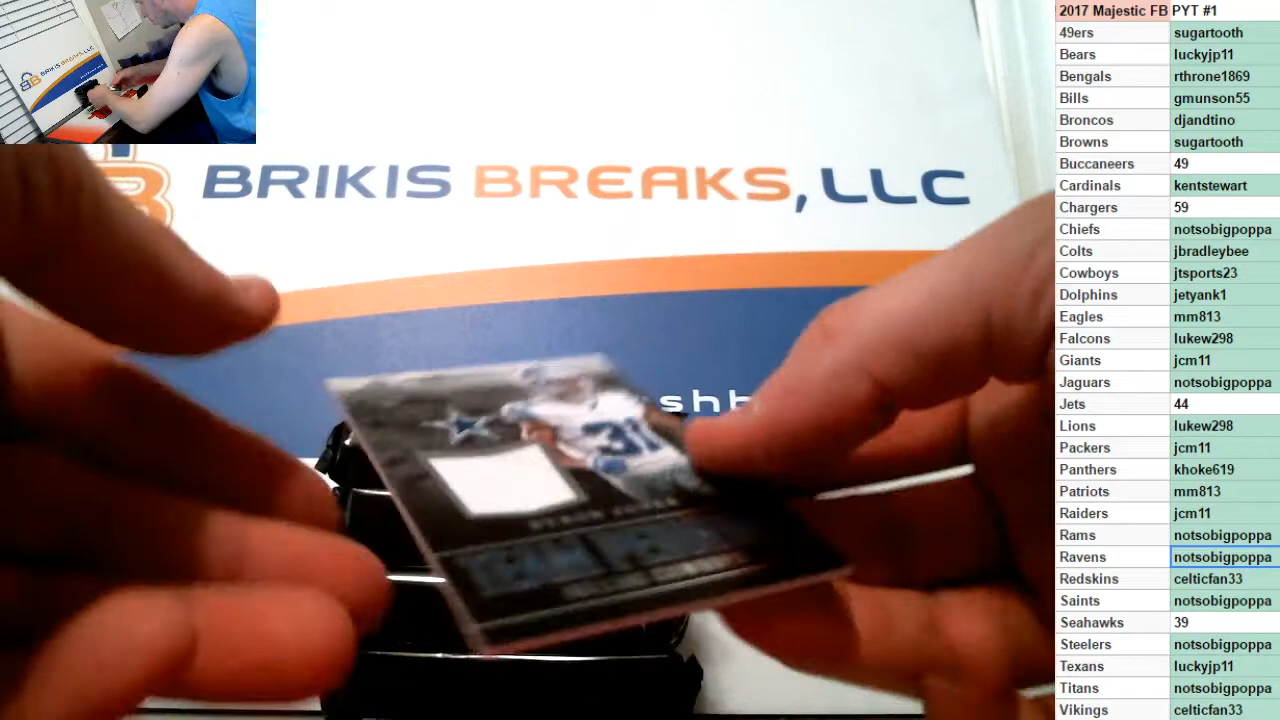 BRIKIS BREAKS, LLC
shb
31
2017 Majestic FB PYT #1
49ers sugartooth
Bears luckyjp11
Bengals rthrone1869
Bills gmunson55
Broncos djandtino
Browns sugartooth
Buccaneers 49
Cardinals kentstewart
Chargers 59
Chiefs notsobigpoppa
Colts jbradleybee
Cowboys jtsports23
Dolphins jetyank1
Eagles mm813
Falcons lukew298
Giants jcm11
Jaguars notsobigpoppa
Jets 44
Lions lukew298
Packers jcm11
Panthers khoke619
Patriots mm813
Raiders jcm11
Rams notsobigpoppa
Ravens notsobigpoppa
Redskins celticfan33
Saints notsobigpoppa
Seahawks 39
Steelers notsobigpoppa
Texans luckyjp11
Titans notsobigpoppa
Vikings celticfan33